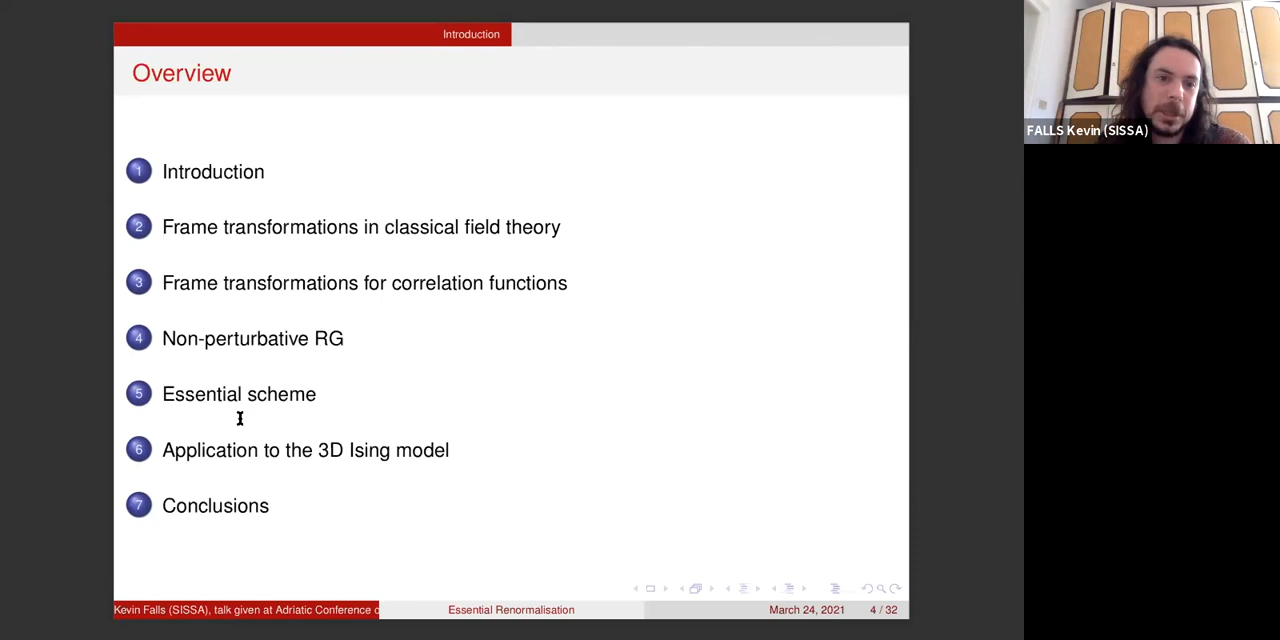 Introduction
Overview
1 Introduction
2 Frame transformations in classical field theory
3 Frame transformations for correlation functions
4 Non-perturbative RG
5 Essential scheme
6 Application to the 3D Ising model
7 Conclusions
Kevin Falls (SISSA), talk given at Adriatic Conference
Essential Renormalisation
March 24, 2021
4 / 32
FALLS Kevin (SISSA)